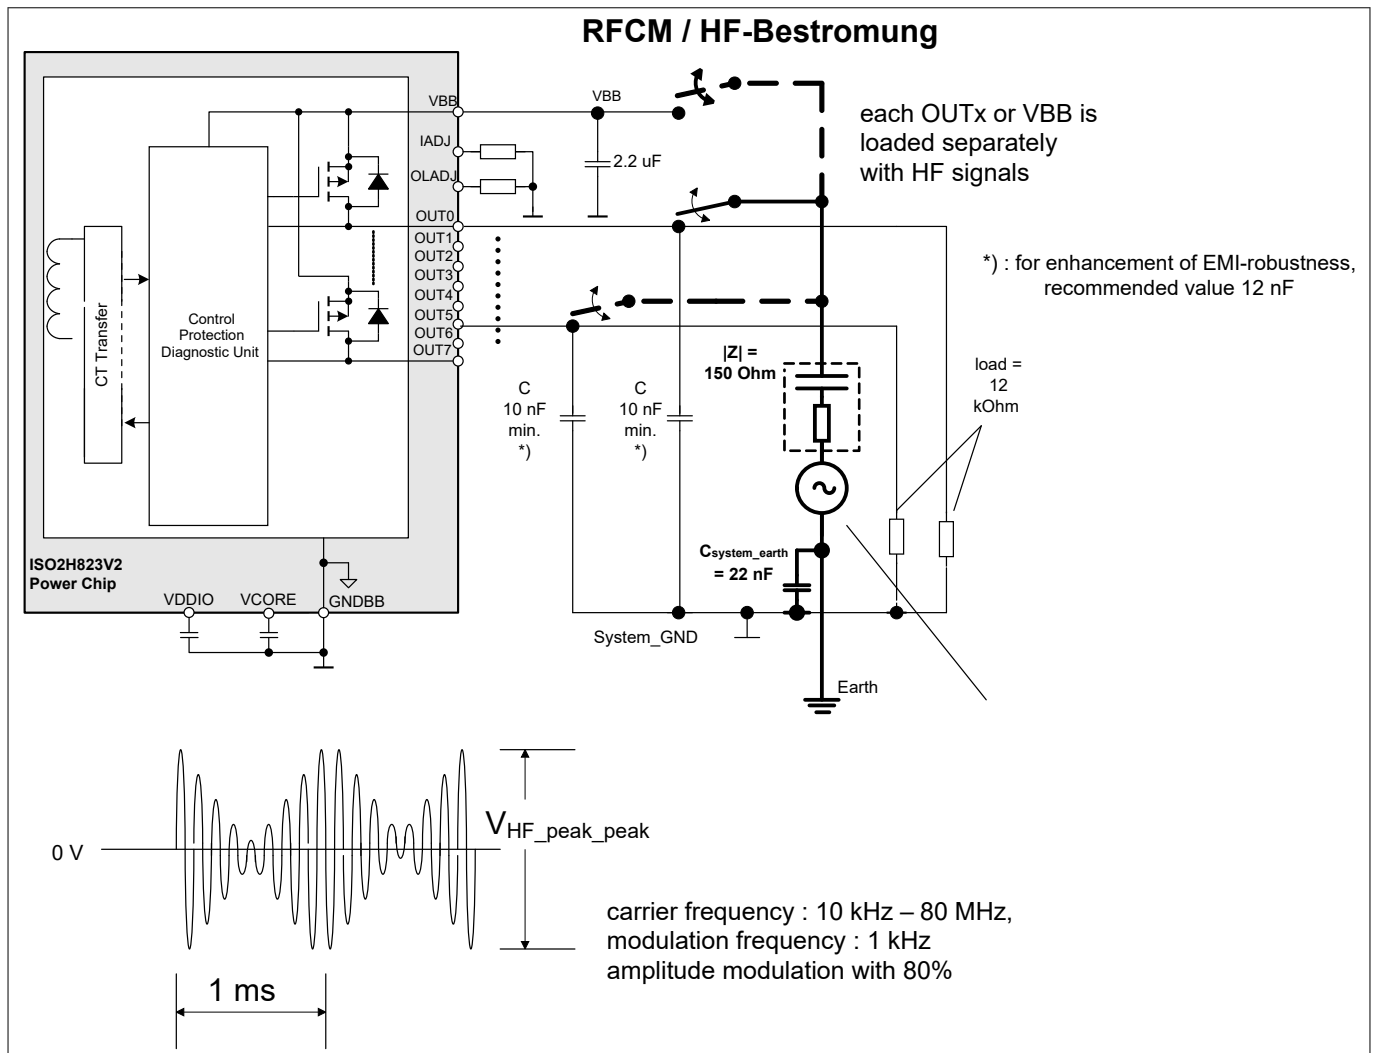 RFCM / HF-Bestromung
VBB
VBB
each OUTx or VBB is
loaded separately
with HF signals
IADJ
2.2 uF
OLADJ
OUT0
OUT1
OUT2
OUT3
OUT4
OUT5
OUT6
OUT7
*) : for enhancement of EMI-robustness,
recommended value 12 nF
CT Transfer
Control
Protection
Diagnostic Unit
|Z| =
150 Ohm
load =
12
kOhm
C
10 nF
min.
*)
C
10 nF
min.
*)
Csystem_earth
= 22 nF
ISO2H823V2
Power Chip
VDDIO
VCORE
GNDBB
System_GND
Earth
0 V
VHF_peak_peak
carrier frequency : 10 kHz – 80 MHz,
modulation frequency : 1 kHz
amplitude modulation with 80%
1 ms